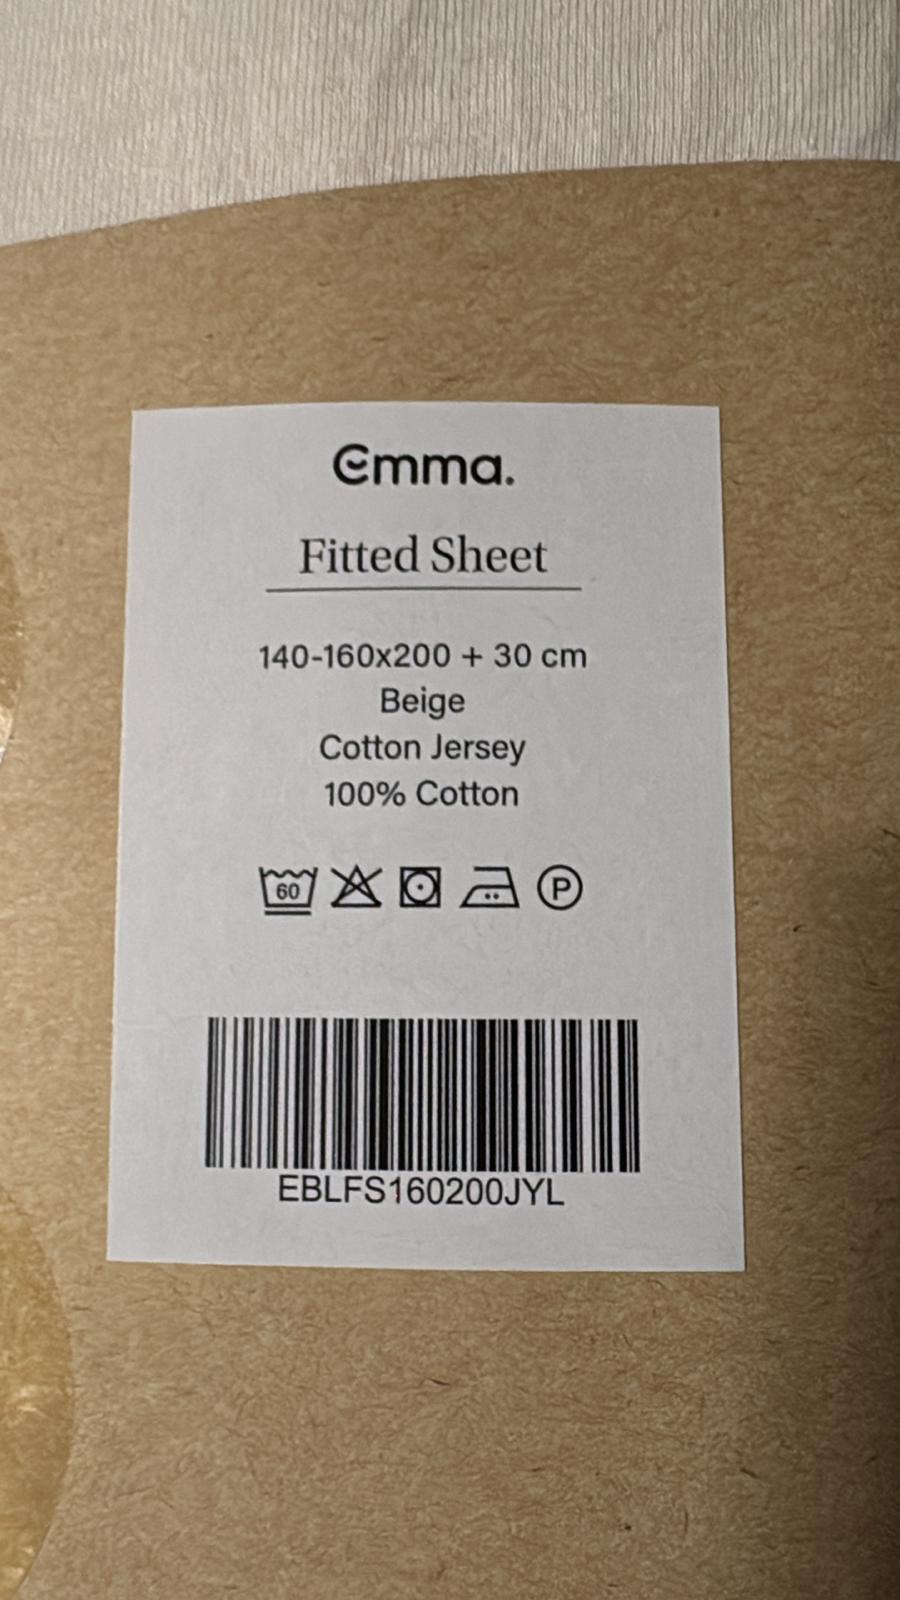 Emma.
Fitted Sheet
140-160x200 + 30 cm
Beige
Cotton Jersey
100% Cotton
60 P
EBLFS160200JYL